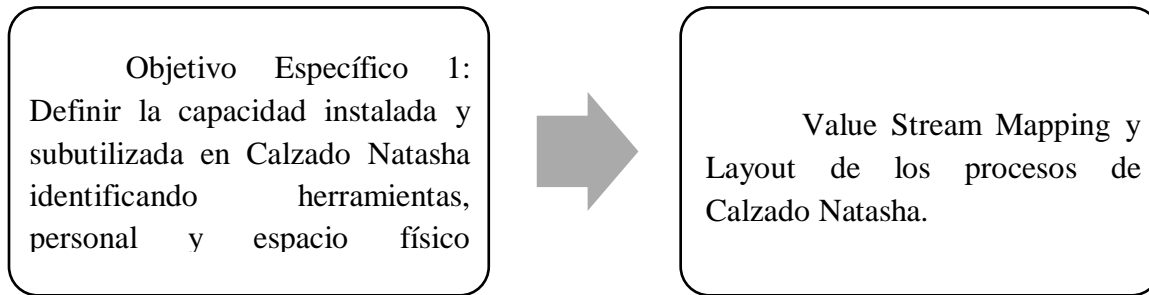 Objetivo Específico 1:
Definir la capacidad instalada y
subutilizada en Calzado Natasha
identificando herramientas,
personal y espacio físico
Value Stream Mapping y
Layout de los procesos de
Calzado Natasha.